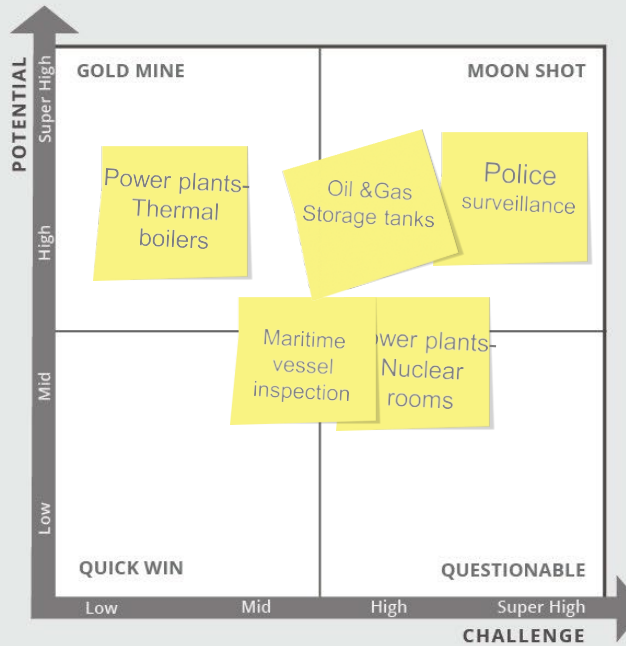 GOLD MINE
MOON SHOT
POTENTIAL
Super High
High
Mid
Low
Power plants-
Thermal
boilers
Oil &Gas
Storage tanks
Police
surveillance
Maritime
vessel
inspection
ower plants-
Nuclear
rooms
QUICK WIN
QUESTIONABLE
Low
Mid
High
Super High
CHALLENGE